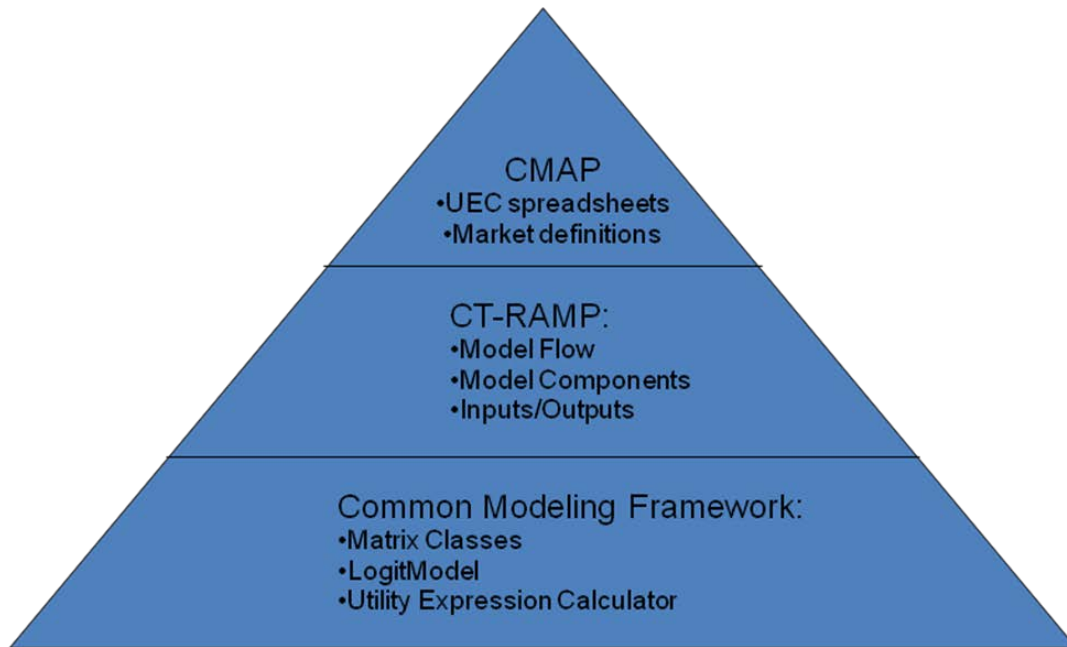 CMAP
•UEC spreadsheets
•Market definitions
CT-RAMP:
•Model Flow
•Model Components
•Inputs/Outputs
Common Modeling Framework:
•Matrix Classes
•LogitModel
•Utility Expression Calculator